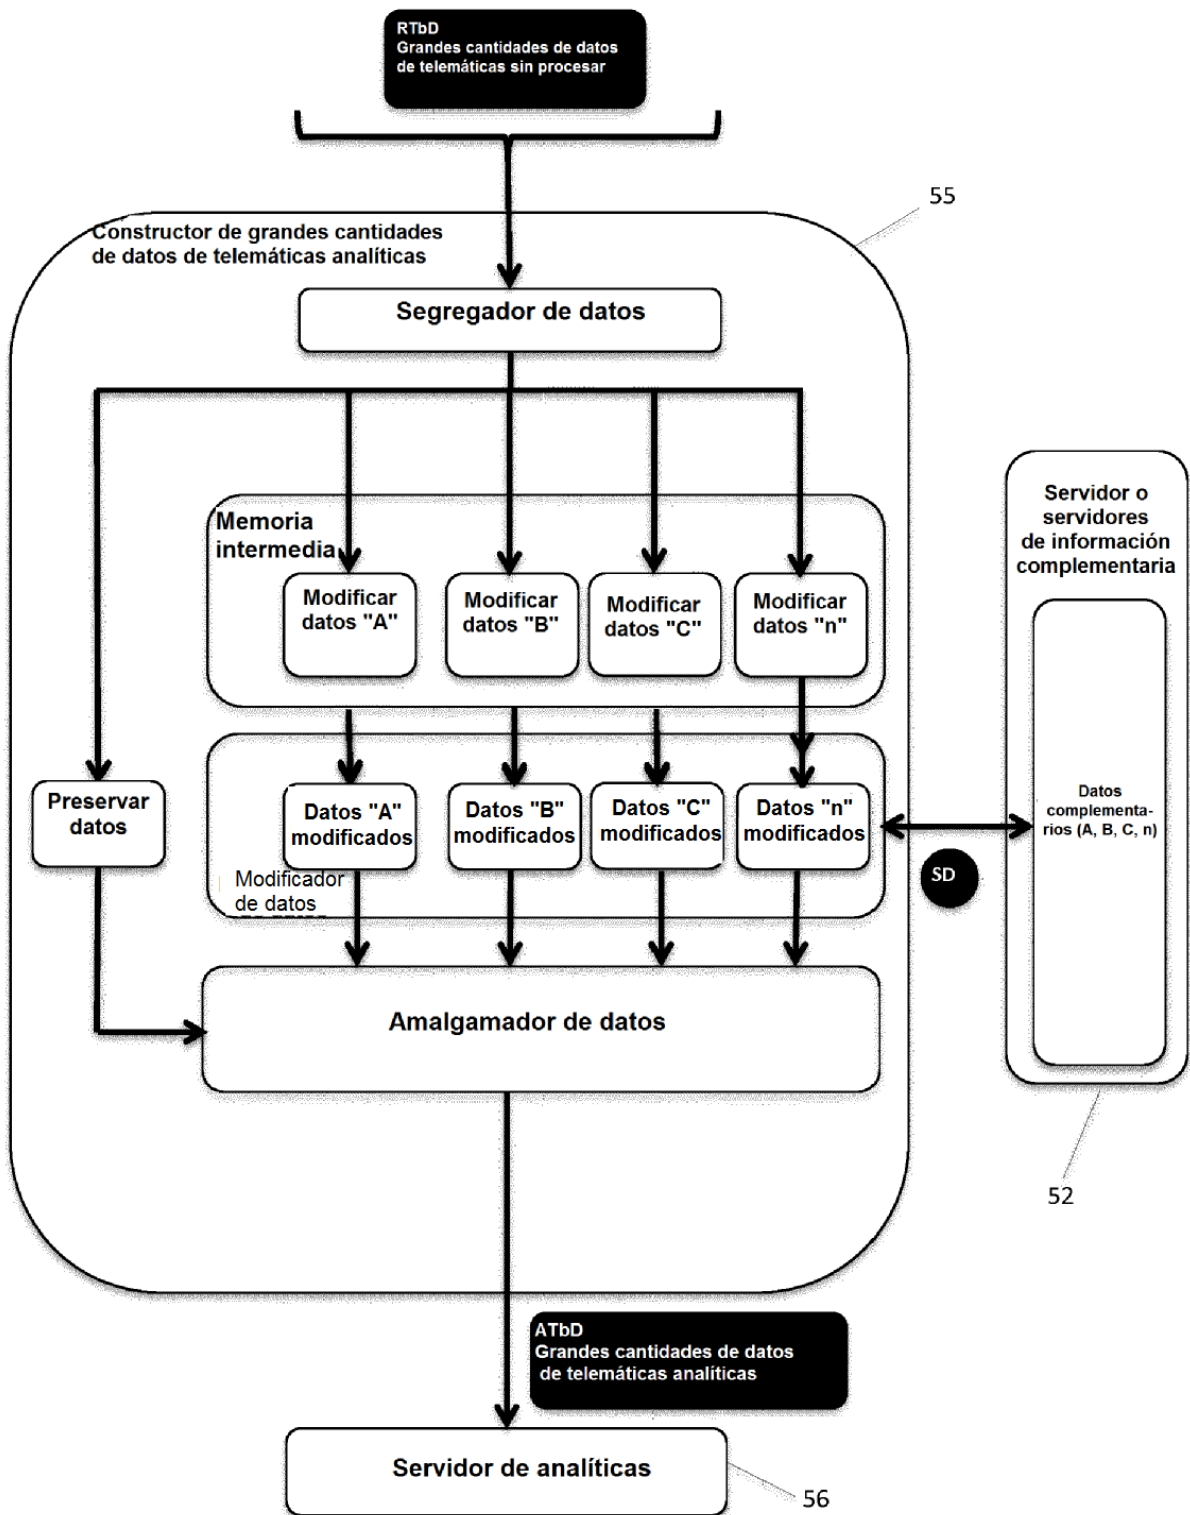 RTbD
Grandes cantidades de datos
de telemáticas sin procesar
55
Constructor de grandes cantidades
de datos de telemáticas analíticas
Segregador de datos
Memoria
intermedia
Modificar
datos "A"
Modificar
datos "B"
Modificar
datos "C"
Modificar
datos "n"
Servidor o
servidores
de información
complementaria
Preservar
datos
Datos "A"
modificados
Datos "B"
modificados
Datos "C"
modificados
Datos "n"
modificados
Modificador
de datos
Datos
complementa-
rios (A, B, C, n)
SD
Amalgamador de datos
52
ATbD
Grandes cantidades de datos
de telemáticas analíticas
Servidor de analíticas
56